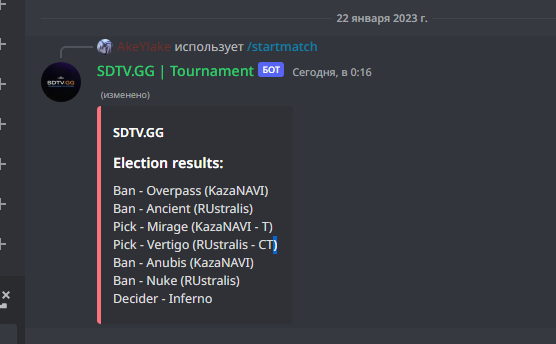 22 января 2023 г.
AkeYlake использует /startmatch
SDTV.GG | Tournament БОТ Сегодня, в 0:16
SDTV.GG
(изменено)
SDTV.GG
Election results:
Ban - Overpass (KazaNAVI)
Ban - Ancient (RUstralis)
Pick - Mirage (KazaNAVI - T)
Pick - Vertigo (RUstralis - CT)
Ban - Anubis (KazaNAVI)
Ban - Nuke (RUstralis)
Decider - Inferno